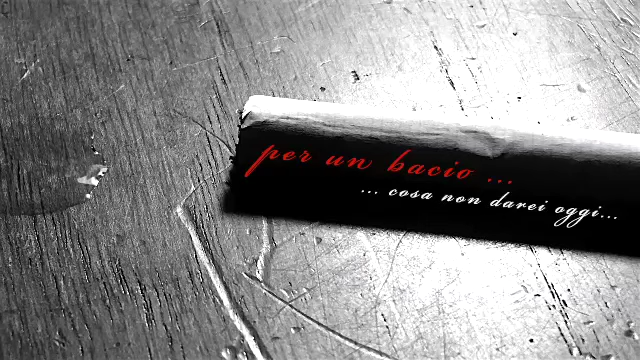 per un bacio ...
... cosa non darei oggi...